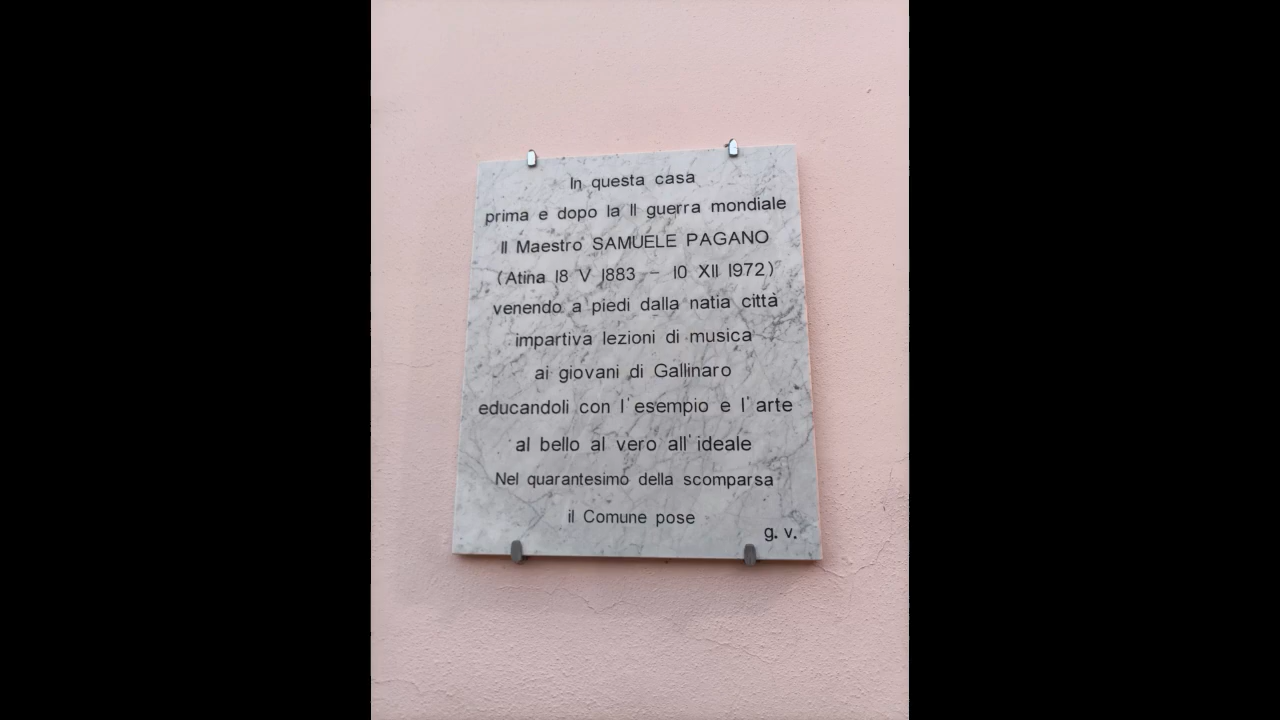 In questa casa
prima e dopo la II guerra mondiale
Il Maestro SAMUELE PAGANO
(Atina 18 V 1883 – 10 XII 1972)
venendo a piedi dalla natia città
impartiva lezioni di musica
ai giovani di Gallinaro
educandoli con l'esempio e l'arte
al bello al vero all'ideale
Nel quarantesimo della scomparsa
il Comune pose
g. v.